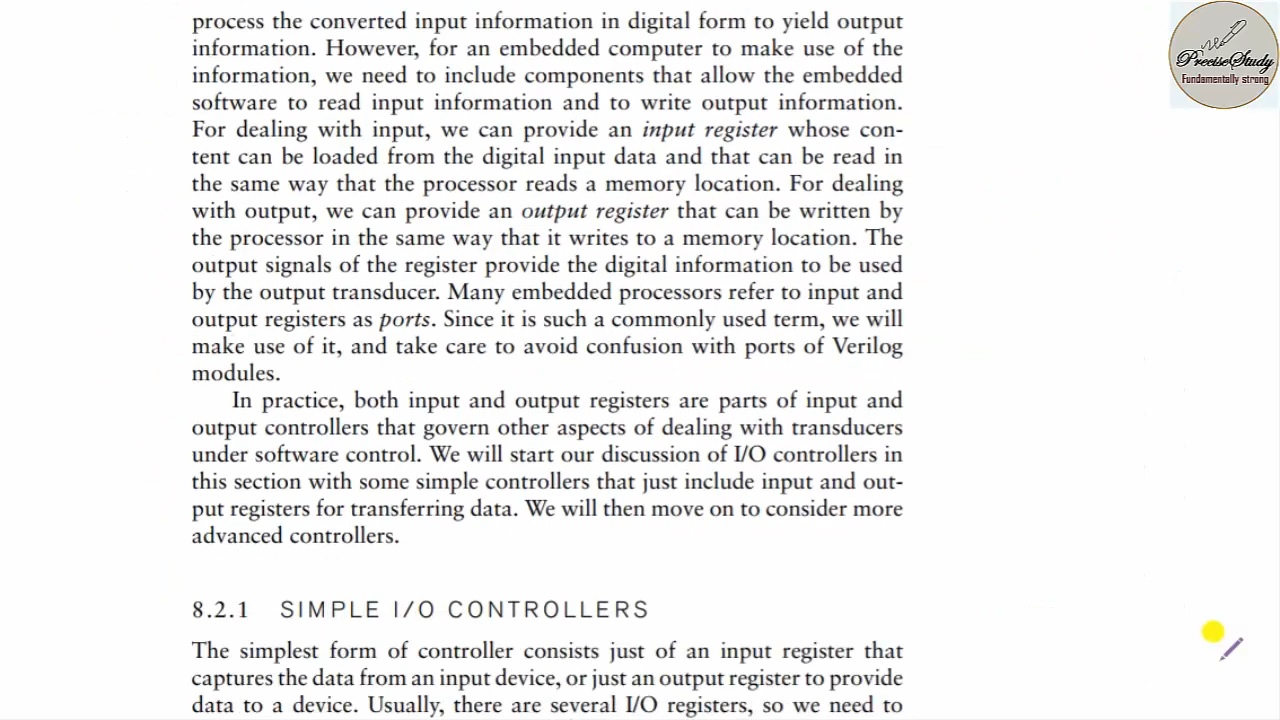 process the converted input information in digital form to yield output
information. However, for an embedded computer to make use of the
information, we need to include components that allow the embedded
software to read input information and to write output information.
For dealing with input, we can provide an input register whose con-
tent can be loaded from the digital input data and that can be read in
the same way that the processor reads a memory location. For dealing
with output, we can provide an output register that can be written by
the processor in the same way that it writes to a memory location. The
output signals of the register provide the digital information to be used
by the output transducer. Many embedded processors refer to input and
output registers as ports. Since it is such a commonly used term, we will
make use of it, and take care to avoid confusion with ports of Verilog
modules.
In practice, both input and output registers are parts of input and
output controllers that govern other aspects of dealing with transducers
under software control. We will start our discussion of I/O controllers in
this section with some simple controllers that just include input and out-
put registers for transferring data. We will then move on to consider more
advanced controllers.
8.2.1 SIMPLE I/O CONTROLLERS
The simplest form of controller consists just of an input register that
captures the data from an input device, or just an output register to provide
data to a device. Usually, there are several I/O registers, so we need to
PreciseStudy
Fundamentally strong